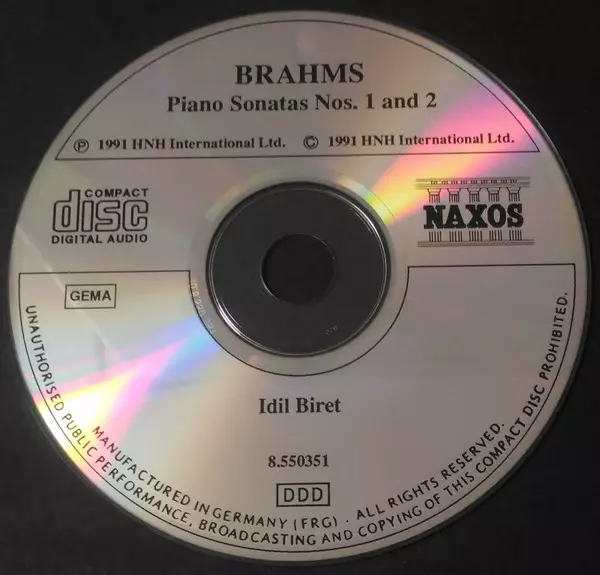 BRAHMS
Piano Sonatas Nos. 1 and 2
Ⓟ 1991 HNH International Ltd. © 1991 HNH International Ltd.
COMPACT
disc
DIGITAL AUDIO
NAXOS
GEMA
Idil Biret
8.550351
DDD
MANUFACTURED IN GERMANY (FRG) · ALL RIGHTS RESERVED.
UNAUTHORISED PUBLIC PERFORMANCE, BROADCASTING AND COPYING OF THIS COMPACT DISC PROHIBITED.